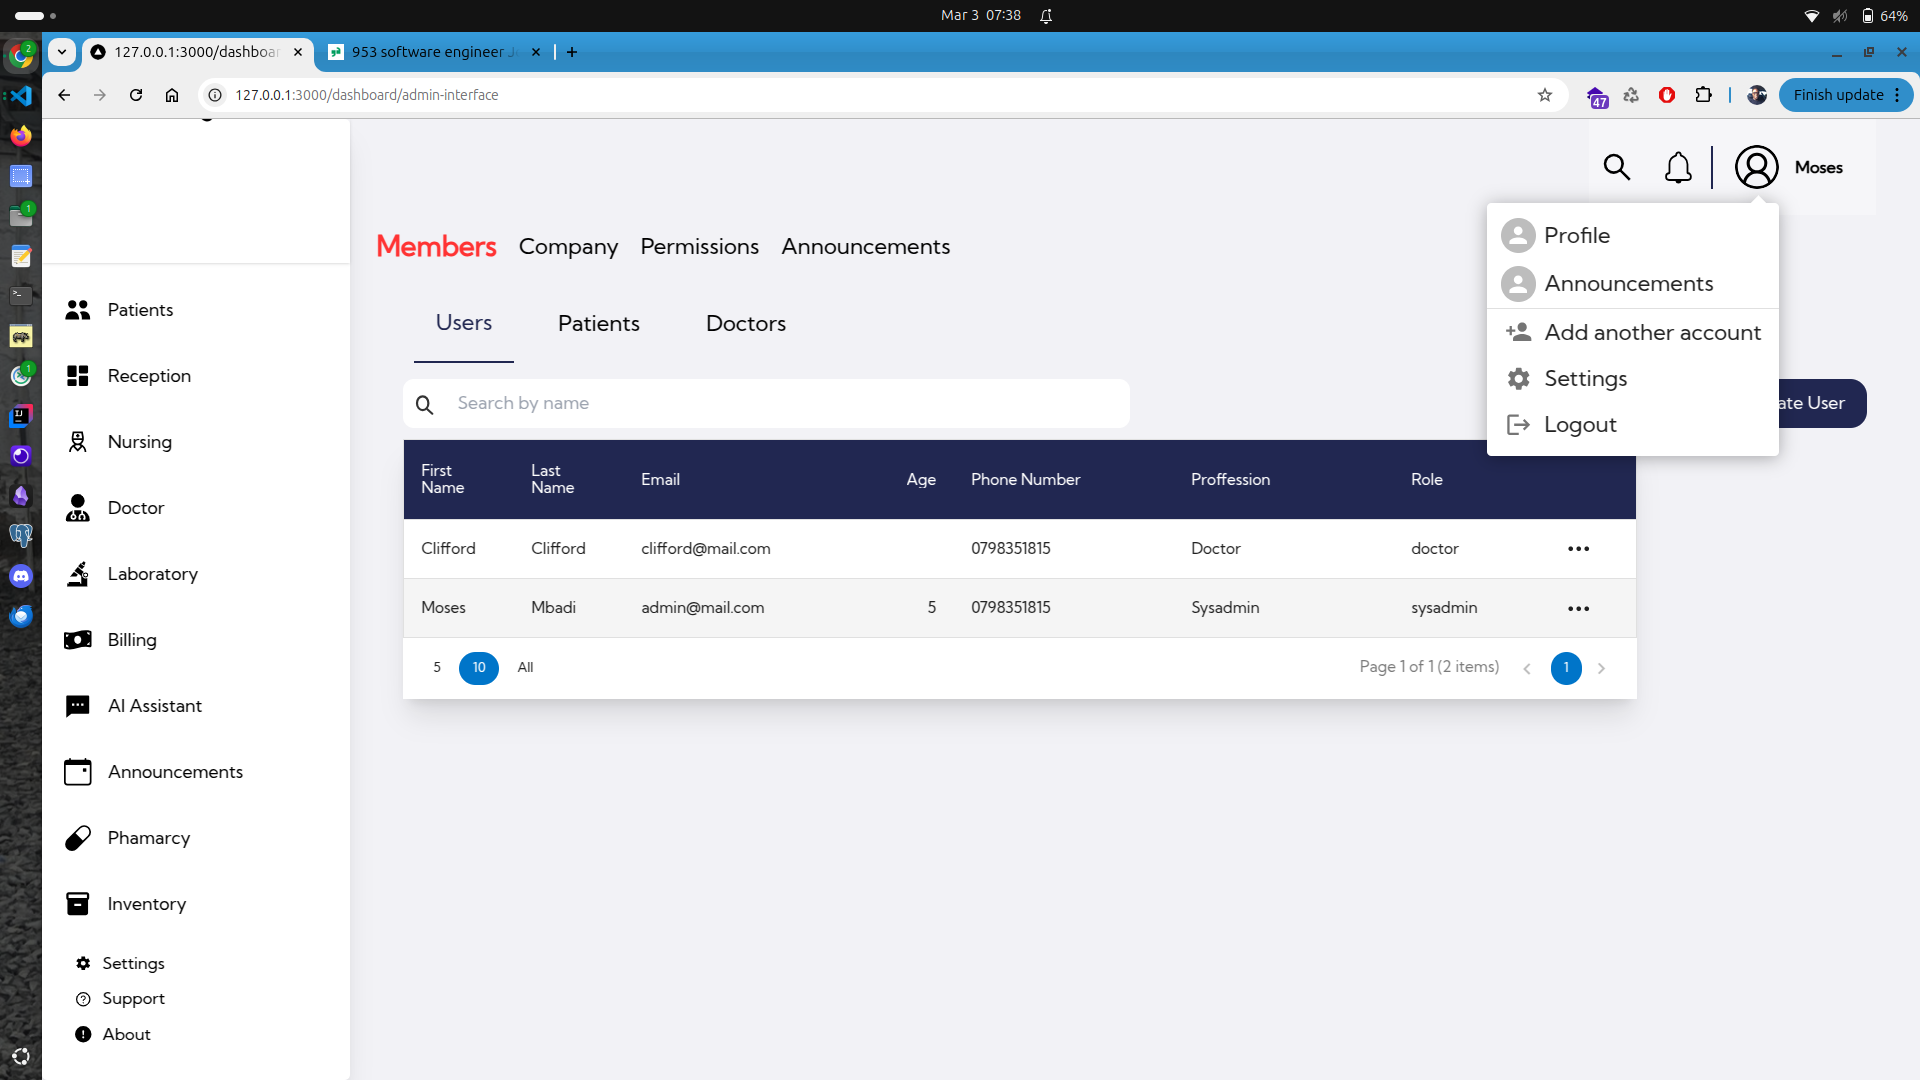 Mar 3 07:38
64%
127.0.0.1:3000/dashboa
953 software engineer J
127.0.0.1:3000/dashboard/admin-interface
47
Finish update
Moses
Profile
Announcements
Add another account
Settings
Logout
Members Company Permissions Announcements
Users Patients Doctors
Search by name
ate User
First Name Last Name Email Age Phone Number Proffession Role
Clifford Clifford clifford@mail.com 0798351815 Doctor doctor
Moses Mbadi admin@mail.com 5 0798351815 Sysadmin sysadmin
5 10 All Page 1 of 1 (2 items) 1
Patients
Reception
Nursing
Doctor
Laboratory
Billing
AI Assistant
Announcements
Phamarcy
Inventory
Settings
Support
About
2
1
1